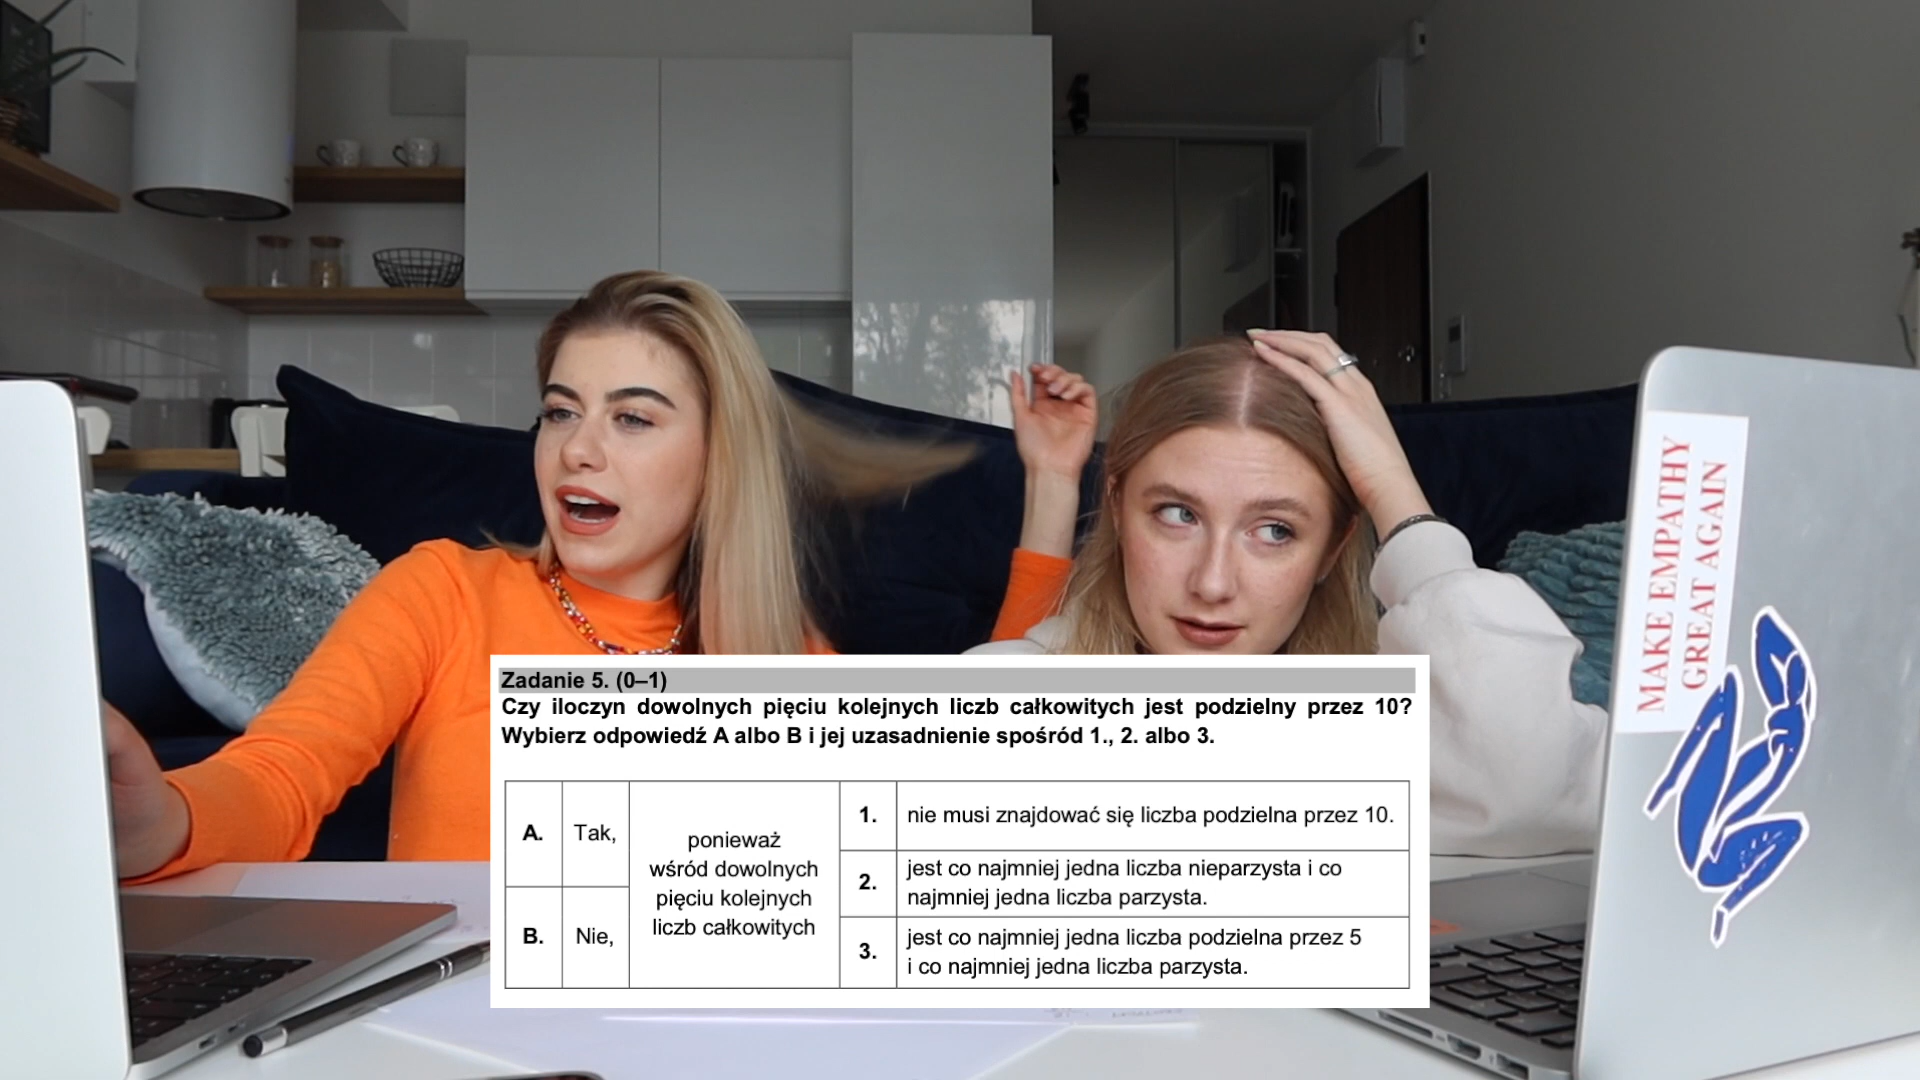 MAKE EMPATHY
GREAT AGAIN
Zadanie 5. (0–1)
Czy iloczyn dowolnych pięciu kolejnych liczb całkowitych jest podzielny przez 10?
Wybierz odpowiedź A albo B i jej uzasadnienie spośród 1., 2. albo 3.
A. Tak,
B. Nie,
ponieważ
wśród dowolnych
pięciu kolejnych
liczb całkowitych
1. nie musi znajdować się liczba podzielna przez 10.
2. jest co najmniej jedna liczba nieparzysta i co
najmniej jedna liczba parzysta.
3. jest co najmniej jedna liczba podzielna przez 5
i co najmniej jedna liczba parzysta.